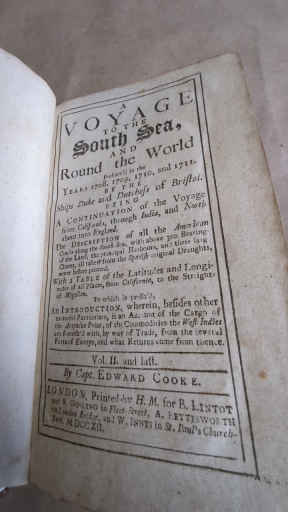 A
VOYAGE
TO THE
South Sea,
AND
Round the World
Perform'd in the
YEARS 1708, 1709, 1710, and 1711.
BY THE
Ships Duke and Dutchess of Bristol.
BEING
A CONTINUATION of the Voyage
from California, through India, and North
about into England.
The DESCRIPTION of all the American
Coasts along the South-Sea, with above 300 Bearings
of the Land, the principal Harbours, and three large
Charts, all taken from the Spanish original Draughts,
never before printed.
With a TABLE of the Latitudes and Longi-
tudes of all Places, from California, to the Streights
of Magellan.
To which is prefix'd,
An INTRODUCTION, wherein, besides other
material Particulars, is an Account of the Cargo of
the Acapulco Prize, of the Commodities the West Indies
are furnish'd with, by way of Trade, from the several
Parts of Europe, and what Returns come from thence.
Vol. II. and last.
By Capt. EDWARD COOKE.
LONDON, Printed by H. M. for B. LINTOT
and R. GOSLING in Fleet-Street, A. BETTESWORTH
on London Bridge, and W. INNYS in St. Paul's Church-
MDCCXII.